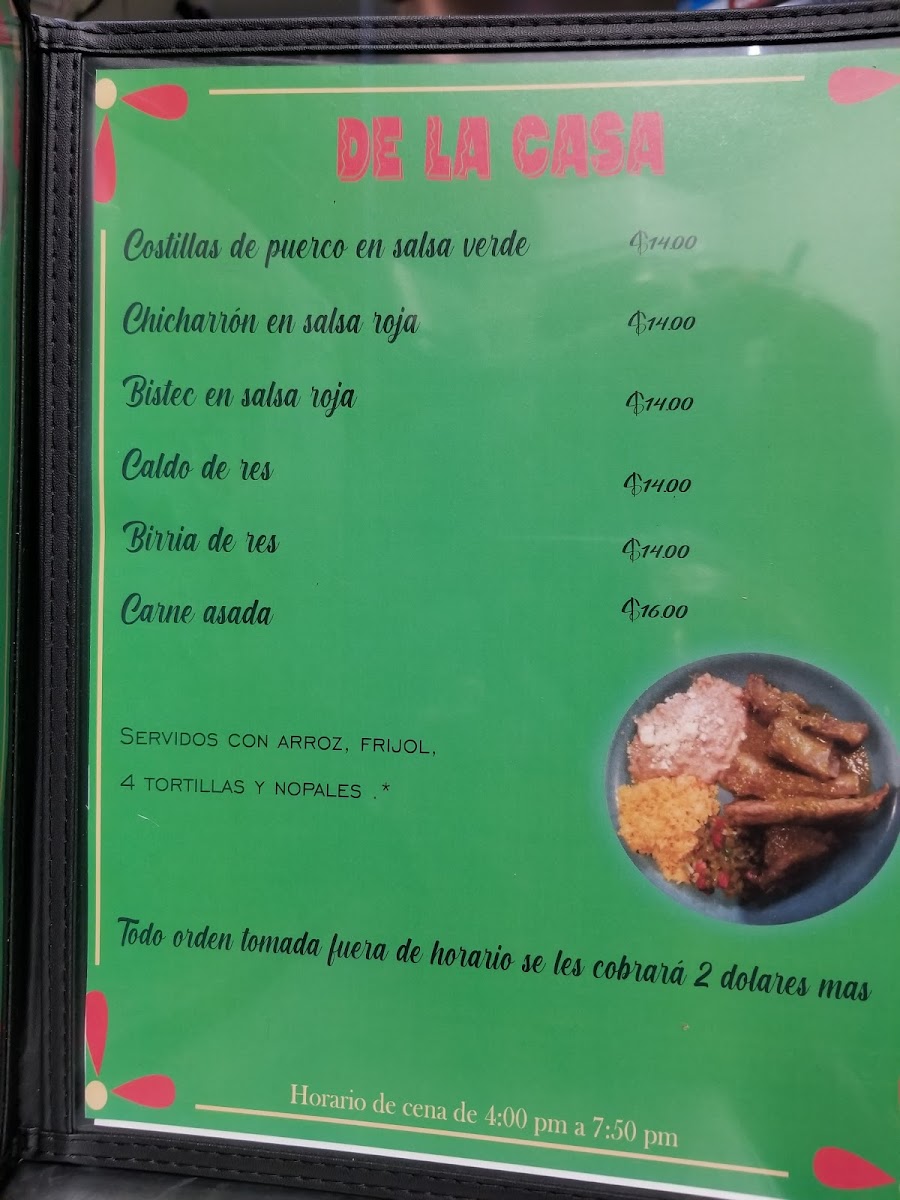 DE LA CASA
Costillas de puerco en salsa verde $14.00
Chicharrón en salsa roja $14.00
Bistec en salsa roja $14.00
Caldo de res $14.00
Birria de res $14.00
Carne asada $16.00
Servidos con arroz, frijol,
4 tortillas y nopales .*
Todo orden tomada fuera de horario se les cobrará 2 dolares mas
Horario de cena de 4:00 pm a 7:50 pm